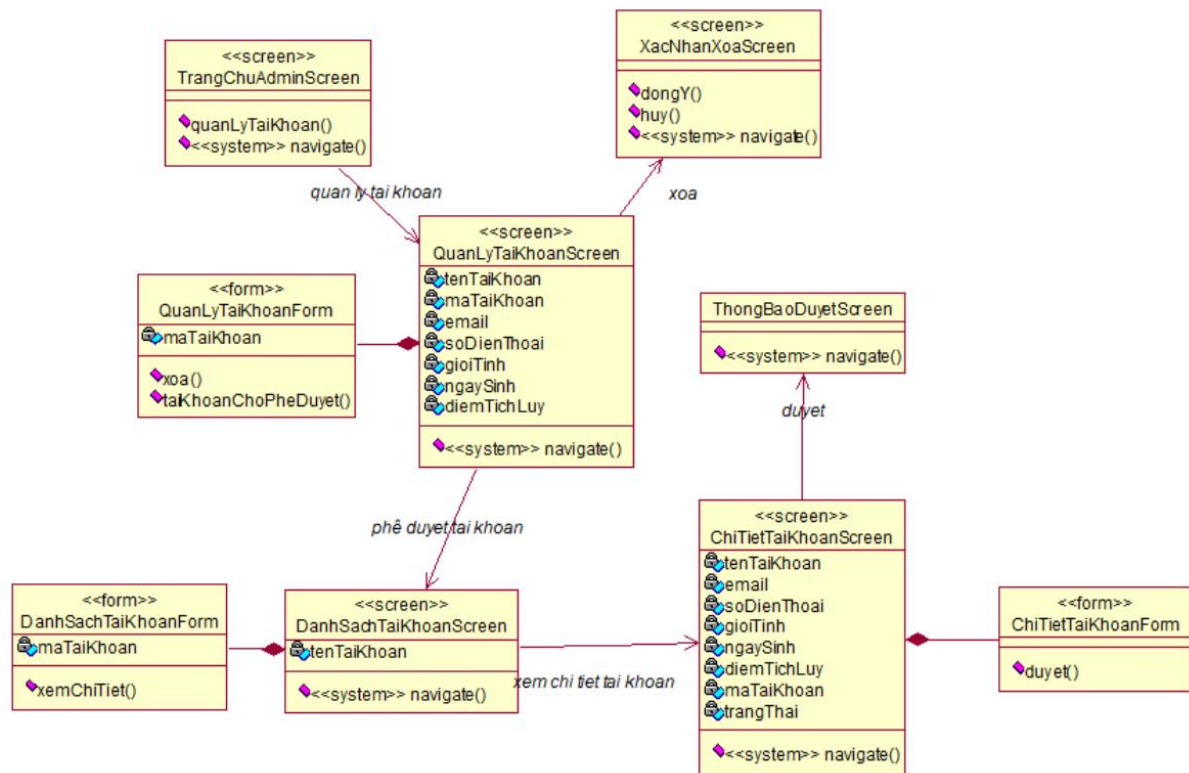 <<screen>>
TrangChuAdminScreen
quanLyTaiKhoan()
<<system>> navigate()
<<screen>>
XacNhanXoaScreen
dongY()
huy()
<<system>> navigate()
quan ly tai khoan
xoa
<<screen>>
QuanLyTaiKhoanScreen
tenTaiKhoan
maTaiKhoan
email
soDienThoai
gioiTinh
ngaySinh
diemTichLuy
<<system>> navigate()
<<form>>
QuanLyTaiKhoanForm
maTaiKhoan
xoa()
taiKhoanChoPheDuyet()
ThongBaoDuyetScreen
<<system>> navigate()
duyet
phê duyet tai khoan
<<screen>>
ChiTietTaiKhoanScreen
tenTaiKhoan
email
soDienThoai
gioiTinh
ngaySinh
diemTichLuy
maTaiKhoan
trangThai
<<system>> navigate()
<<form>>
DanhSachTaiKhoanForm
maTaiKhoan
xemChiTiet()
<<screen>>
DanhSachTaiKhoanScreen
tenTaiKhoan
<<system>> navigate()
xem chi tiet tai khoan
<<form>>
ChiTietTaiKhoanForm
duyet()